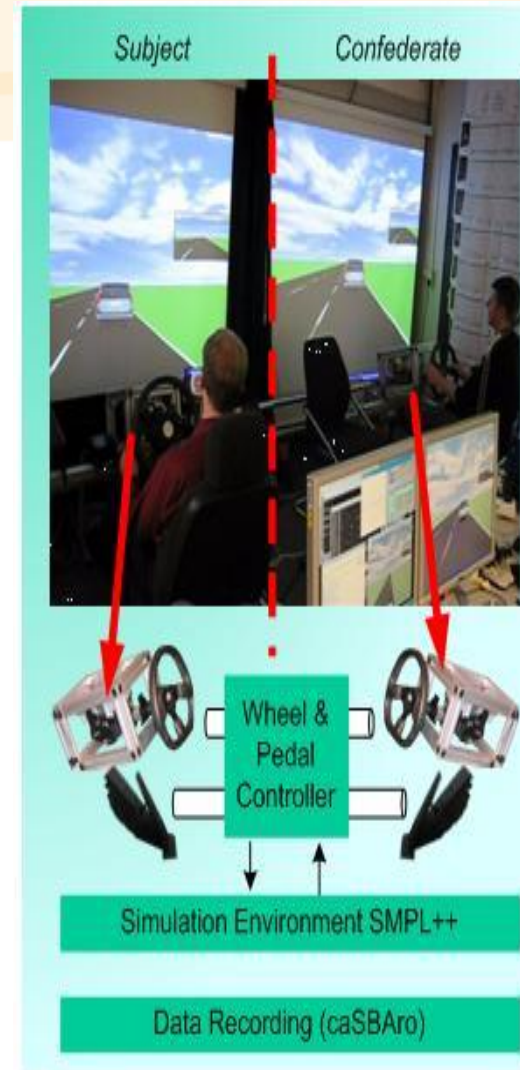 Subject
Confederate
Wheel &
Pedal
Controller
Simulation Environment SMPL++
Data Recording (caSBAro)